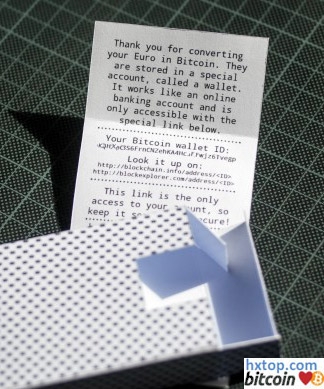 Thank you for converting
your Euro in Bitcoin. They
are stored in a special
account, called a wallet.
It works like an online
banking account and is
only accessible with the
special link below.
Your Bitcoin wallet ID:
Look it up on:
http://blockchain.info/address/<ID>
http://blockexplorer.com/address/<ID>
This link is the only
access to your account, so
keep it
hxtop.com
bitcoin